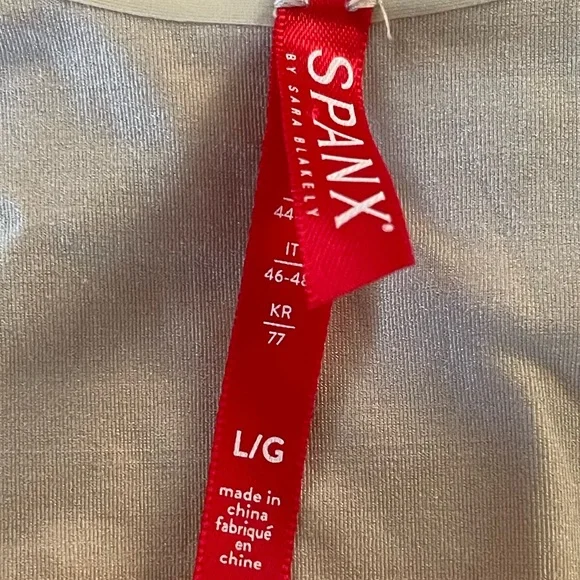 SPANX®
BY SARA BLAKELY
44
IT
46-48
KR
77
L/G
made in
china
fabriqué
en
chine